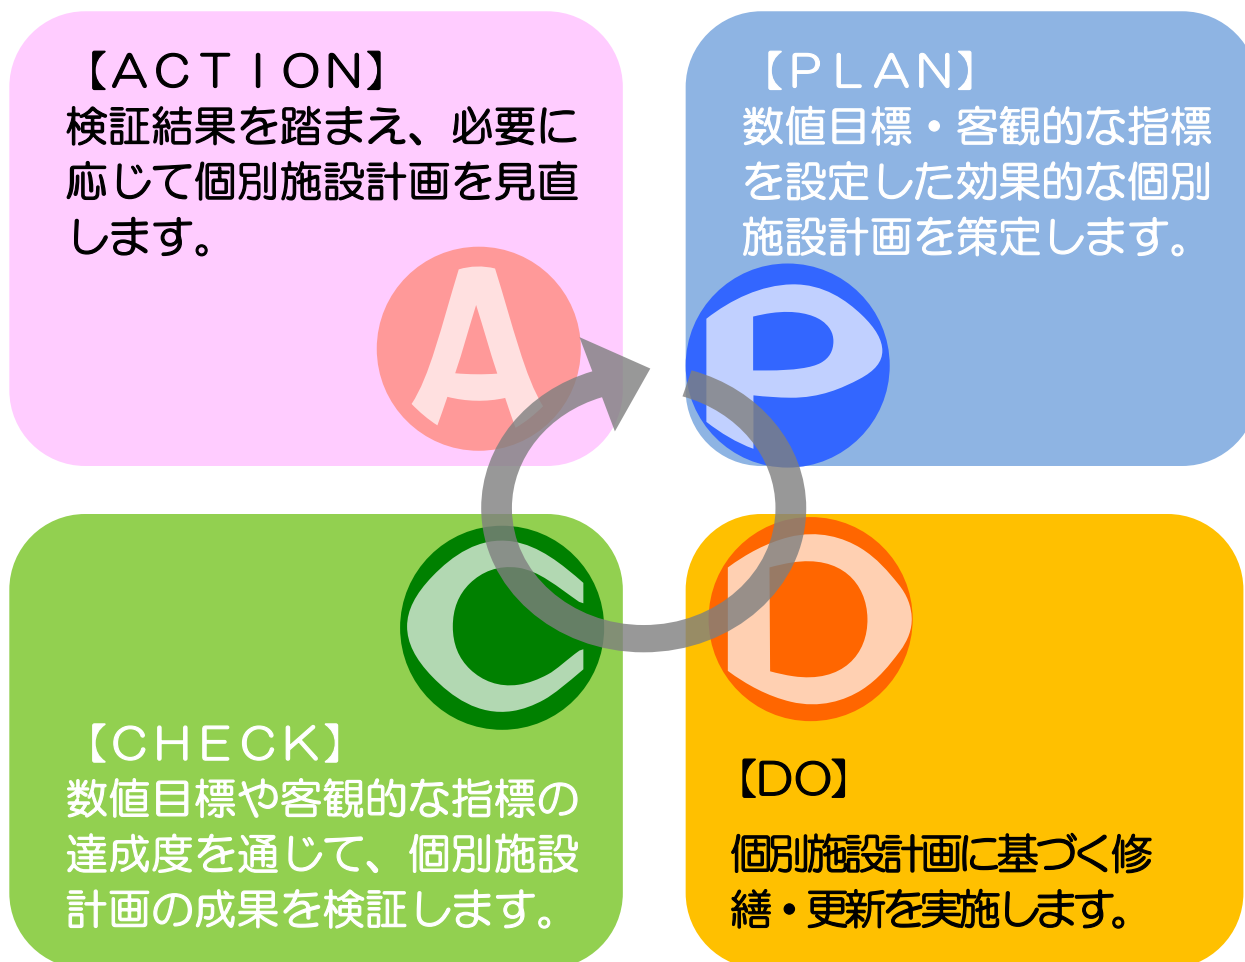 【ＡＣＴＩＯＮ】
検証結果を踏まえ、必要に
応じて個別施設計画を見直
します。
A
【ＰＬＡＮ】
数値目標・客観的な指標
を設定した効果的な個別
施設計画を策定します。
P
C
【ＣＨＥＣＫ】
数値目標や客観的な指標の
達成度を通じて、個別施設
計画の成果を検証します。
D
【ＤＯ】
個別施設計画に基づく修
繕・更新を実施します。